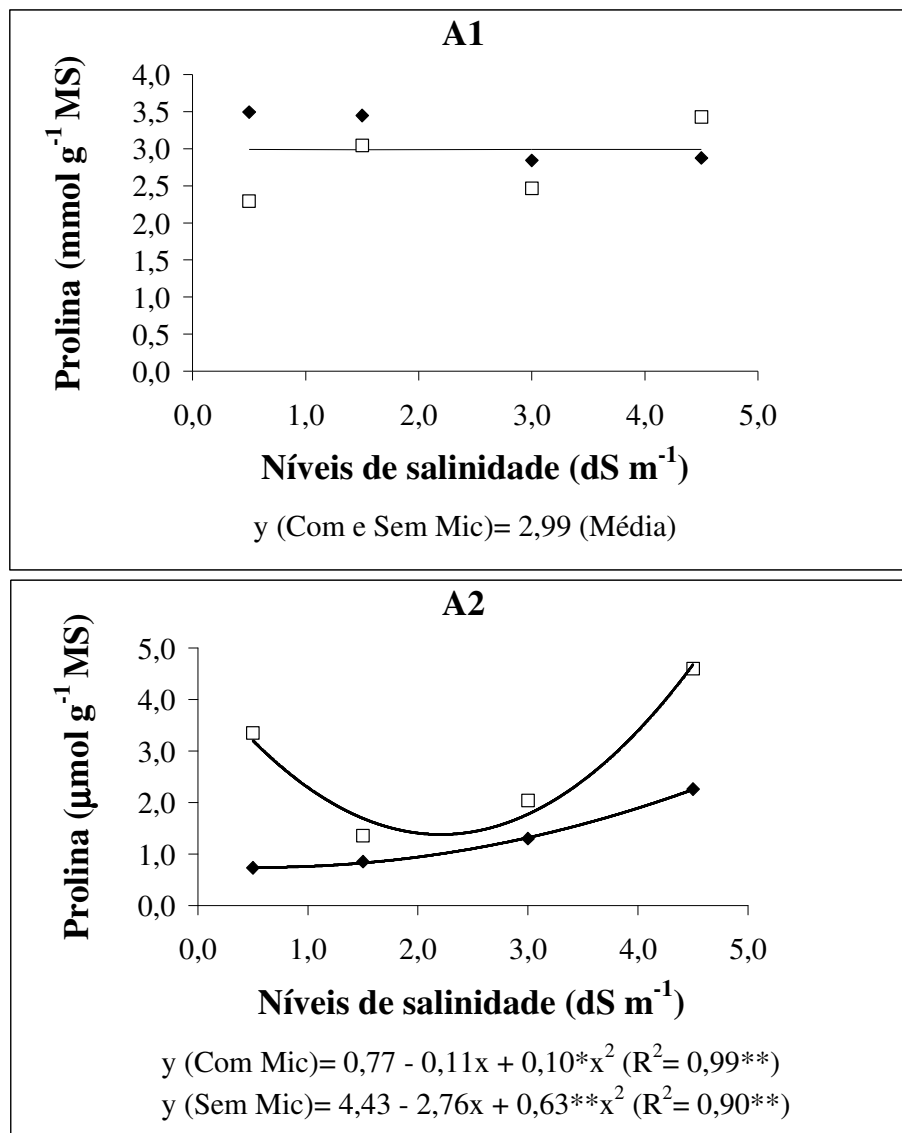 A1
Prolina (mmol g-1 MS)
4,0
3,5
3,0
2,5
2,0
1,5
1,0
0,5
0,0
0,0 1,0 2,0 3,0 4,0 5,0
Níveis de salinidade (dS m-1)
y (Com e Sem Mic)= 2,99 (Média)
A2
Prolina (µmol g-1 MS)
5,0
4,0
3,0
2,0
1,0
0,0
0,0 1,0 2,0 3,0 4,0 5,0
Níveis de salinidade (dS m-1)
y (Com Mic)= 0,77 - 0,11x + 0,10*x2 (R2= 0,99**)
y (Sem Mic)= 4,43 - 2,76x + 0,63**x2 (R2= 0,90**)